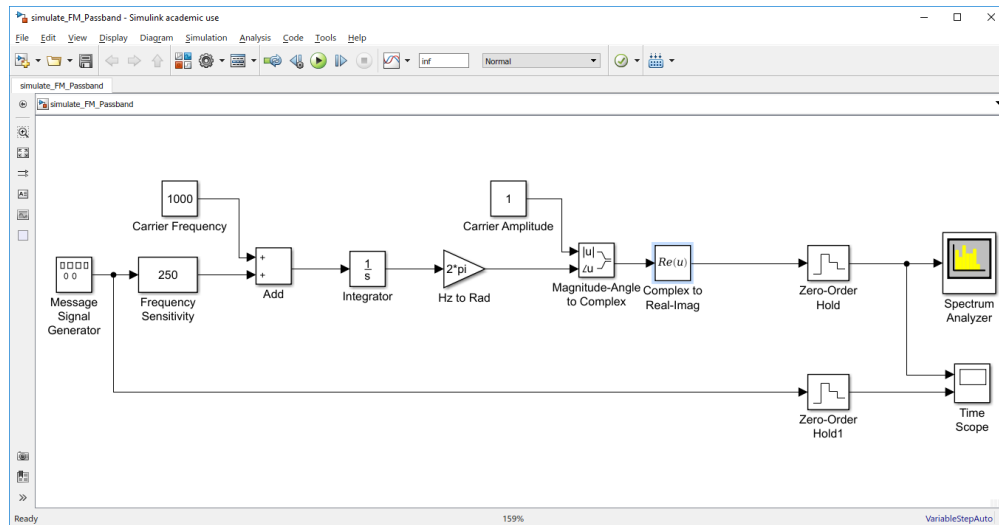 simulate_FM_Passband - Simulink academic use
File Edit View Display Diagram Simulation Analysis Code Tools Help
inf Normal
simulate_FM_Passband
simulate_FM_Passband
1000
Carrier Frequency
1
Carrier Amplitude
Message
Signal
Generator
250
Frequency
Sensitivity
+
+
Add
1
s
Integrator
2*pi
Hz to Rad
|u|
∠u
Magnitude-Angle
to Complex
Re(u)
Complex to
Real-Imag
Zero-Order
Hold
Spectrum
Analyzer
Zero-Order
Hold1
Time
Scope
Ready 159% VariableStepAuto